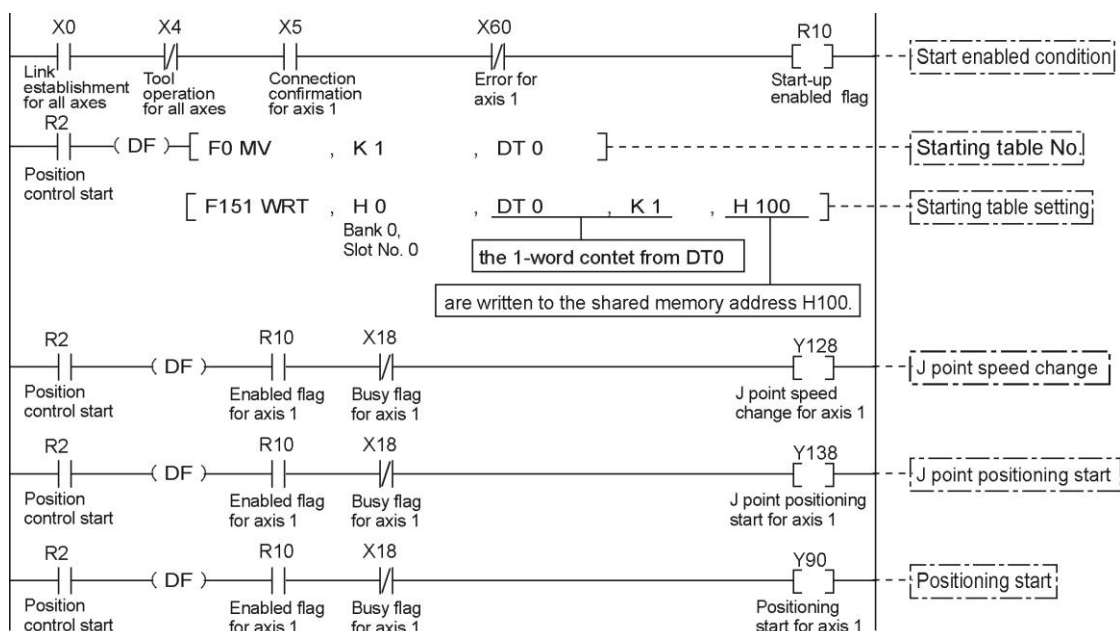 X0 X4 X5 X60 R10
Start enabled condition
Link establishment for all axes
Tool operation for all axes
Connection confirmation for axis 1
Error for axis 1
Start-up enabled flag
R2
( DF ) F0 MV , K 1 , DT 0
Starting table No.
Position control start
F151 WRT , H 0 , DT 0 , K 1 , H 100
Starting table setting
Bank 0,
Slot No. 0
the 1-word contet from DT0
are written to the shared memory address H100.
R2 R10 X18 Y128
( DF )
J point speed change
Position control start
Enabled flag for axis 1
Busy flag for axis 1
J point speed change for axis 1
R2 R10 X18 Y138
( DF )
J point positioning start
Position control start
Enabled flag for axis 1
Busy flag for axis 1
J point positioning start for axis 1
R2 R10 X18 Y90
( DF )
Positioning start
Position control start
Enabled flag for axis 1
Busy flag for axis 1
Positioning start for axis 1